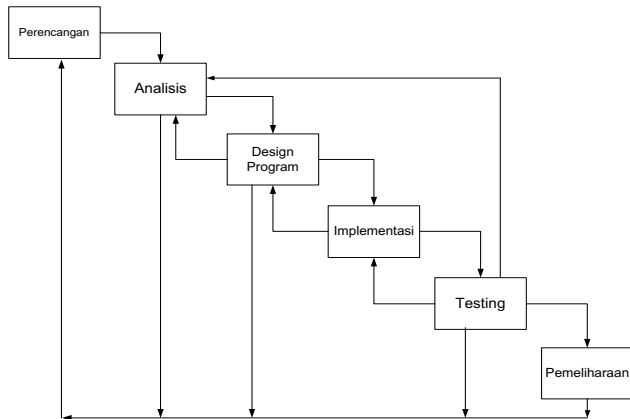 Perencangan
Analisis
Design
Program
Implementasi
Testing
Pemeliharaan